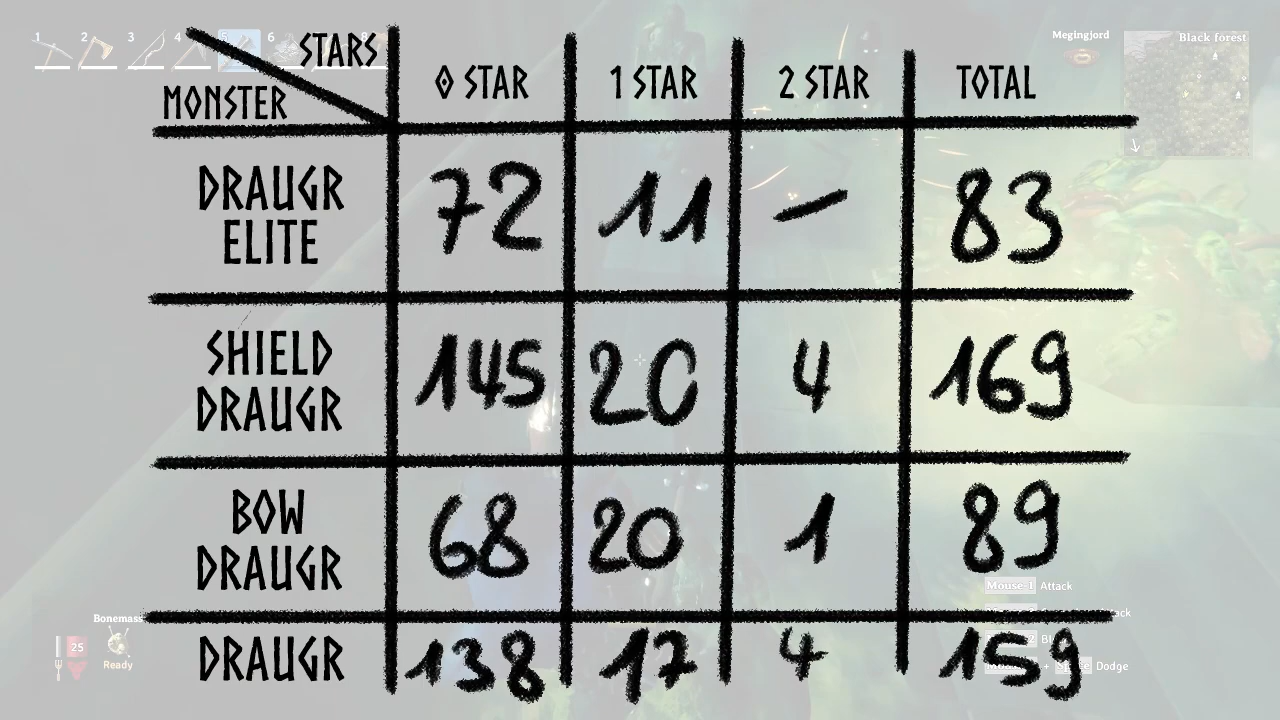 1 2 3 4 6
STARS
MONSTER
0 STAR 1 STAR 2 STAR TOTAL
Megingjord
Black forest
DRAUGR
ELITE
72 11 – 83
SHIELD
DRAUGR
145 20 4 169
BOW
DRAUGR
68 20 1 89
Mouse-1 Attack
Bonemass
25
Ready
DRAUGR 138 17 4 159
Dodge